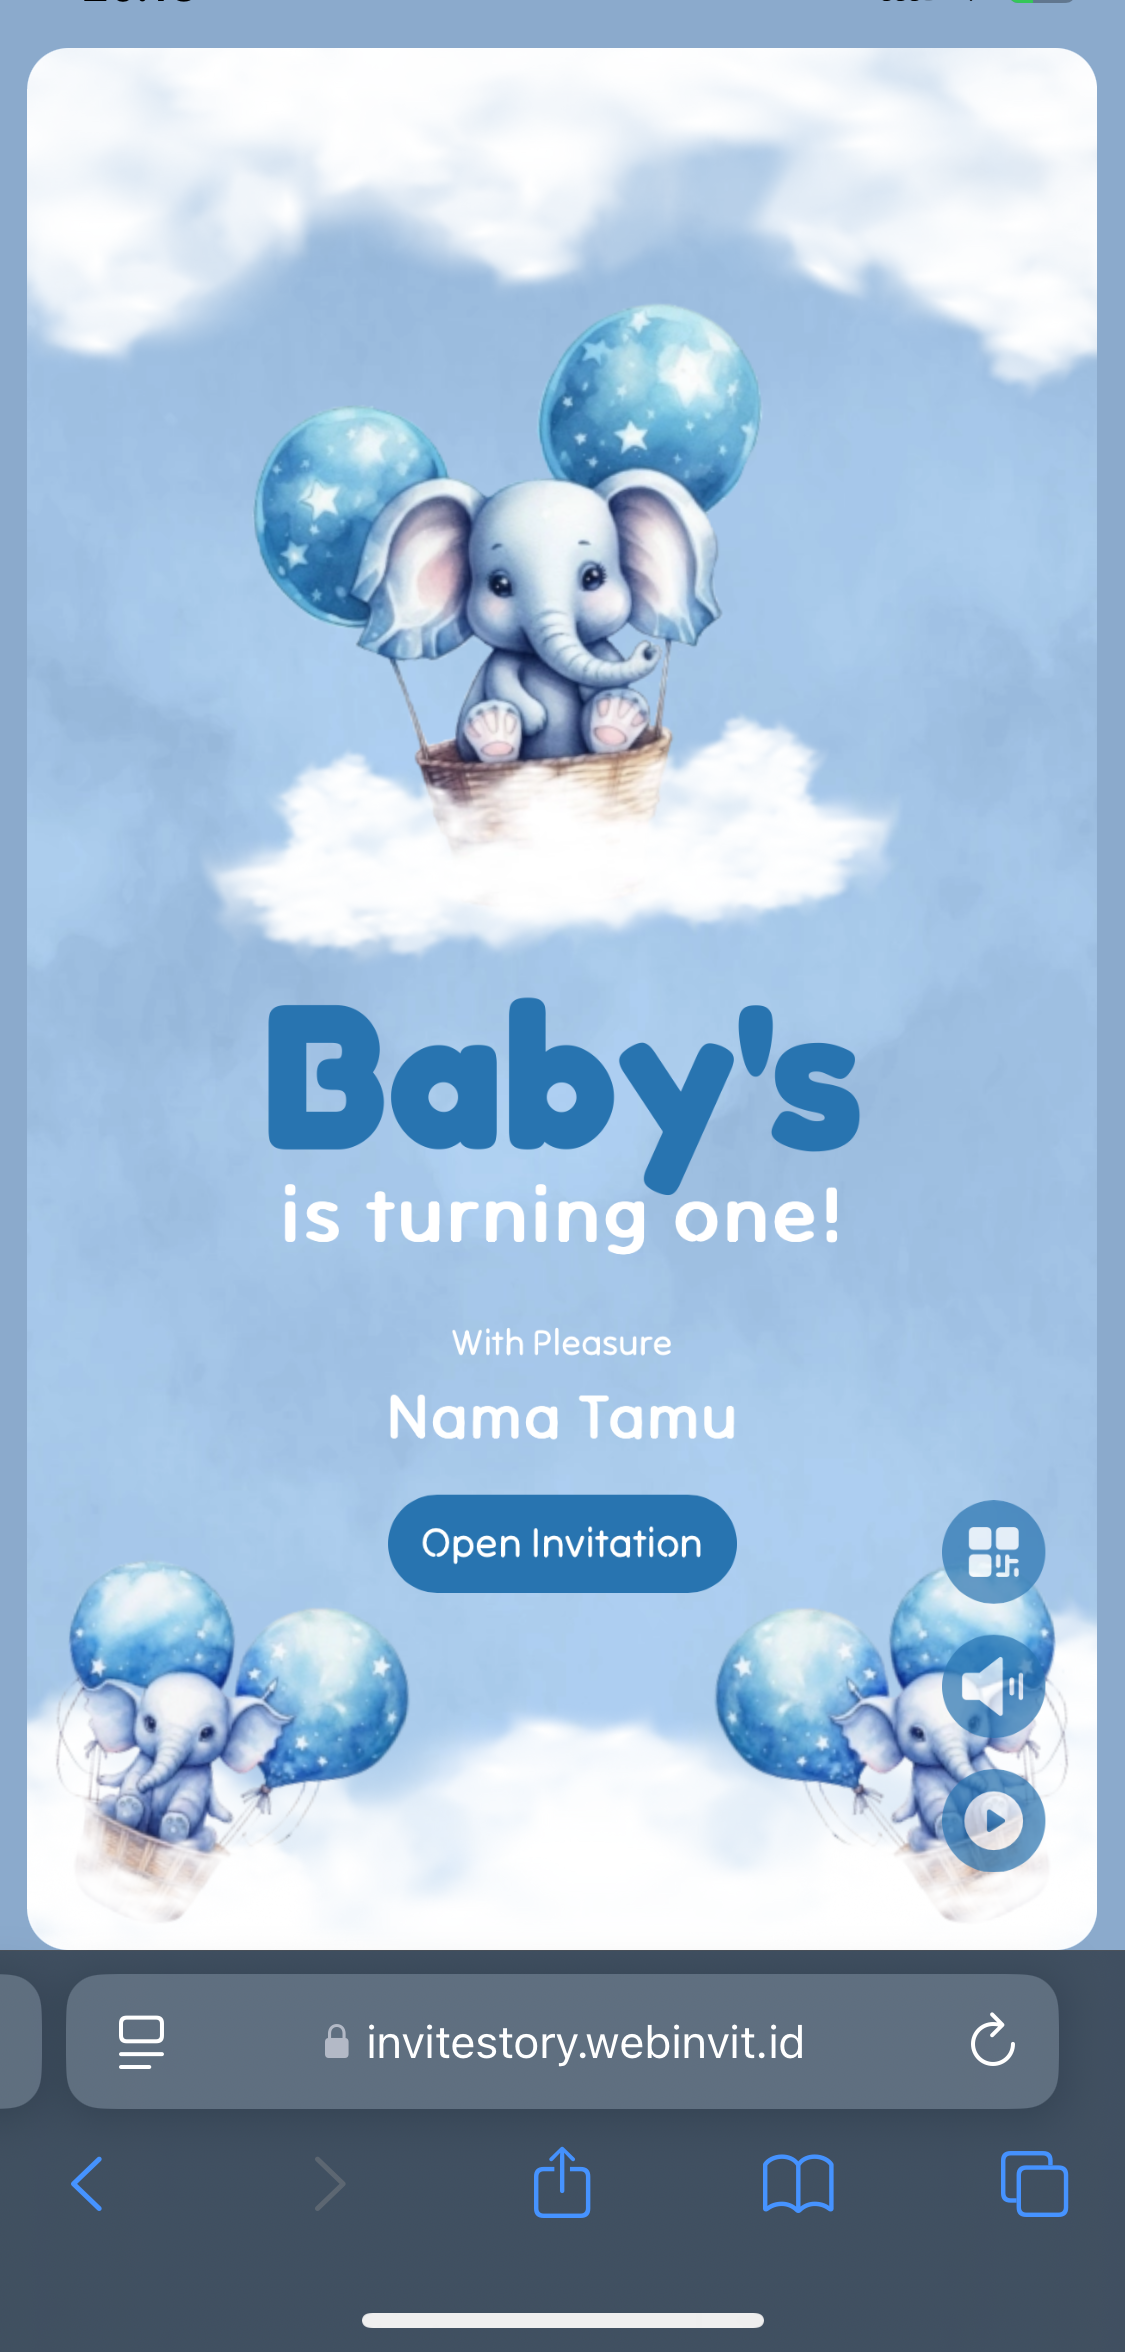 Baby's
is turning one!
With Pleasure
Nama Tamu
Open Invitation
invitestory.webinvit.id